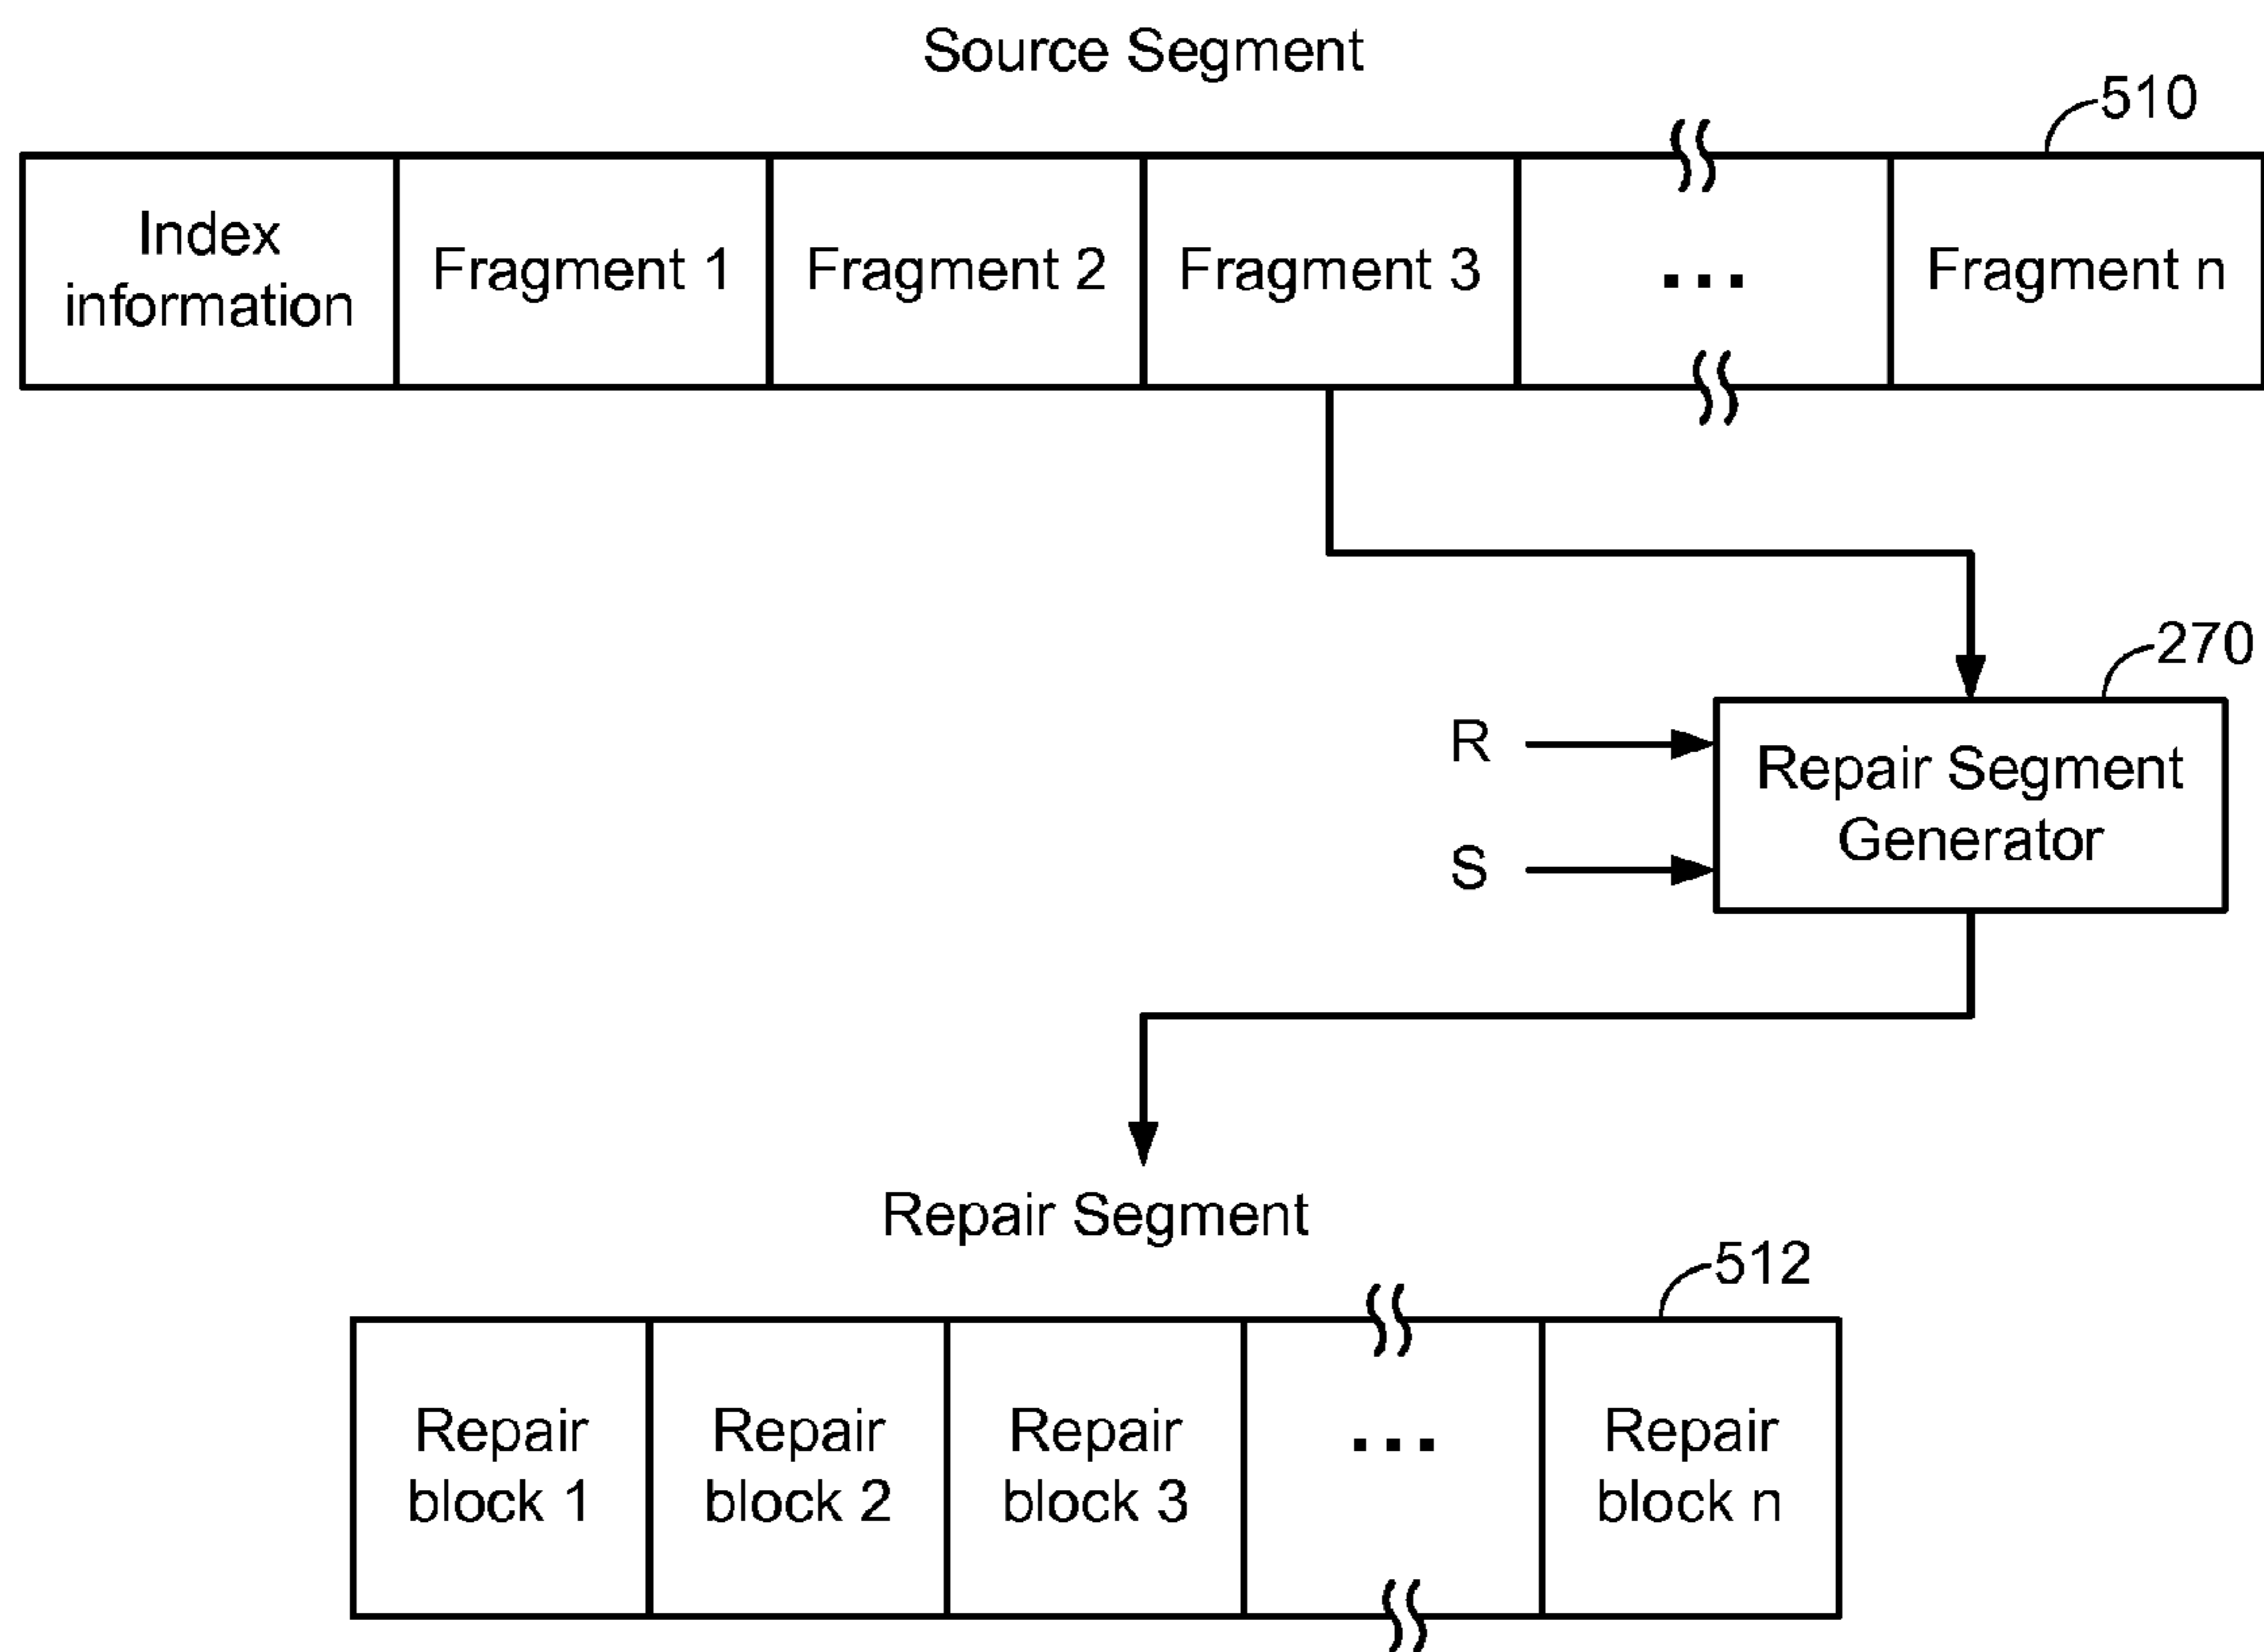 Source Segment
510
Index
information
Fragment 1
Fragment 2
Fragment 3
...
Fragment n
270
R
S
Repair Segment
Generator
Repair Segment
512
Repair
block 1
Repair
block 2
Repair
block 3
...
Repair
block n